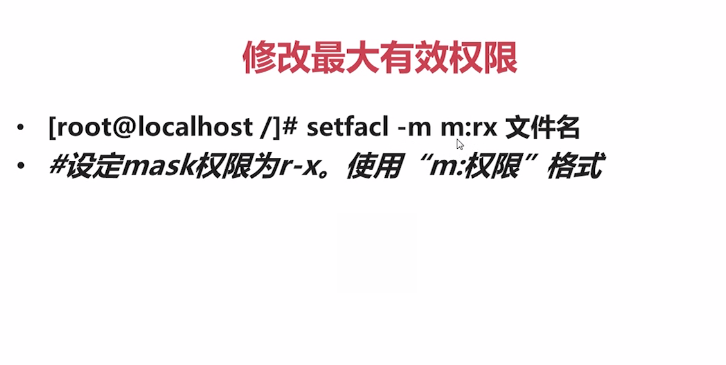 修改最大有效权限
• [root@localhost /]# setfacl -m m:rx 文件名
• #设定mask权限为r-x。使用“m:权限”格式